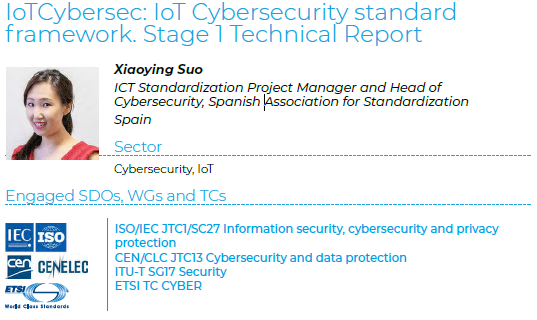 IoTCybersec: IoT Cybersecurity standard
framework. Stage 1 Technical Report
Xiaoying Suo
ICT Standardization Project Manager and Head of
Cybersecurity, Spanish Association for Standardization
Spain
Sector
Cybersecurity, IoT
Engaged SDOs, WGs and TCs
IEC ISO
cen CENELEC
ETSI
World Class Standards
ISO/IEC JTC1/SC27 Information security, cybersecurity and privacy
protection
CEN/CLC JTC13 Cybersecurity and data protection
ITU-T SG17 Security
ETSI TC CYBER